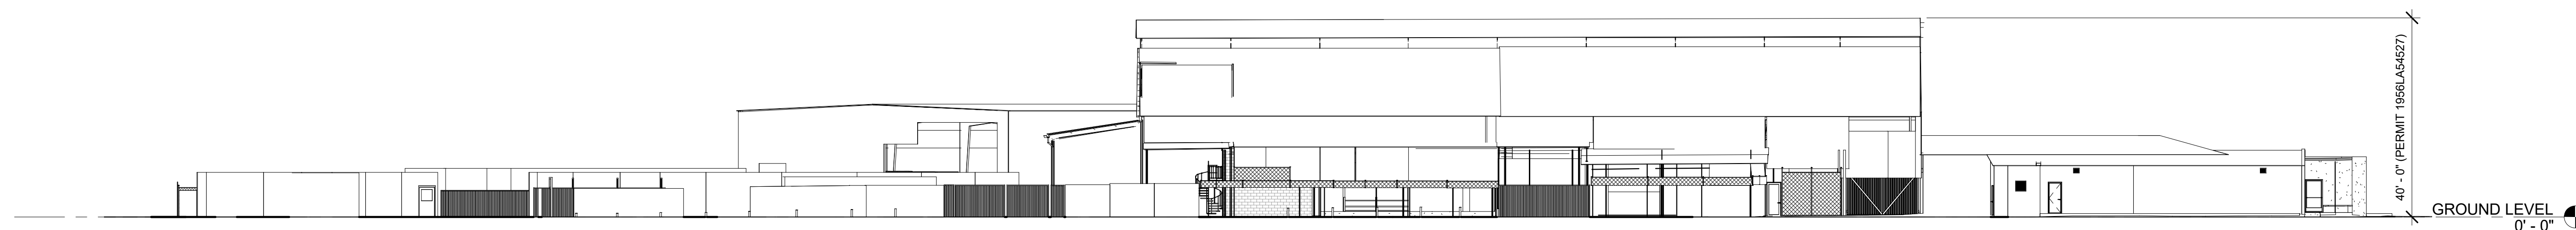 40' - 0" (PERMIT 1956LA54527)
GROUND LEVEL
0' - 0"